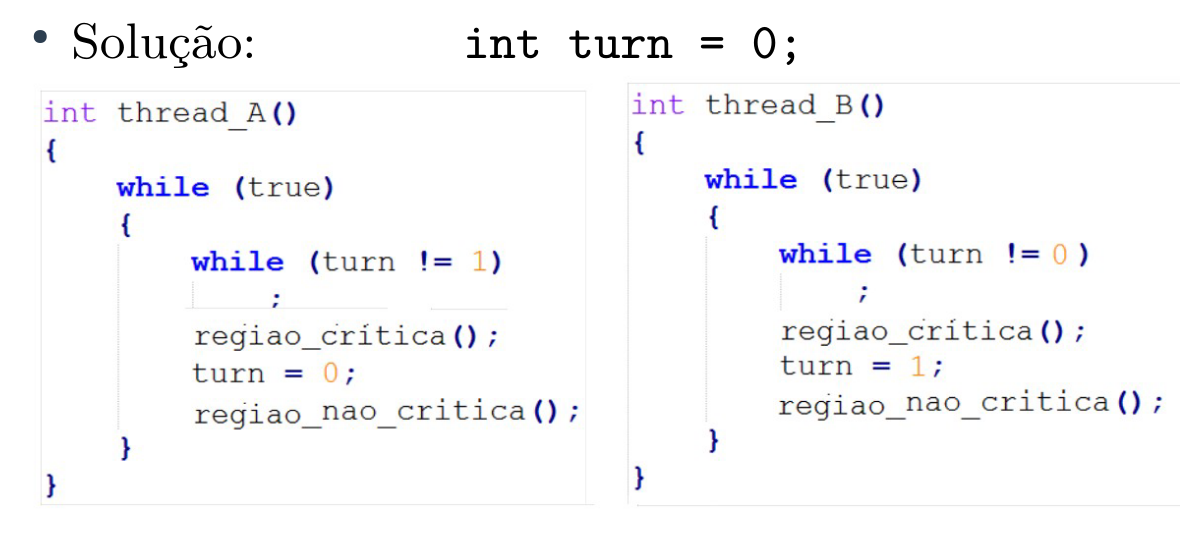 • Solução: int turn = 0;
int thread_A()
{
while (true)
{
while (turn != 1)
;
regiao_crítica();
turn = 0;
regiao_nao_critica();
}
}
int thread_B()
{
while (true)
{
while (turn != 0 )
;
regiao_crítica();
turn = 1;
regiao_nao_critica();
}
}